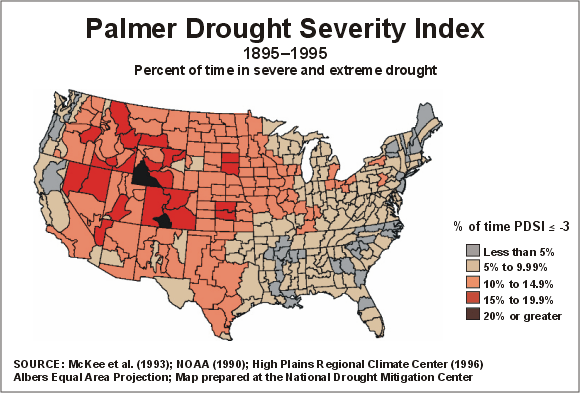 Palmer Drought Severity Index
1895–1995
Percent of time in severe and extreme drought
% of time PDSI ≤ -3
Less than 5%
5% to 9.99%
10% to 14.9%
15% to 19.9%
20% or greater
SOURCE: McKee et al. (1993); NOAA (1990); High Plains Regional Climate Center (1996)
Albers Equal Area Projection; Map prepared at the National Drought Mitigation Center